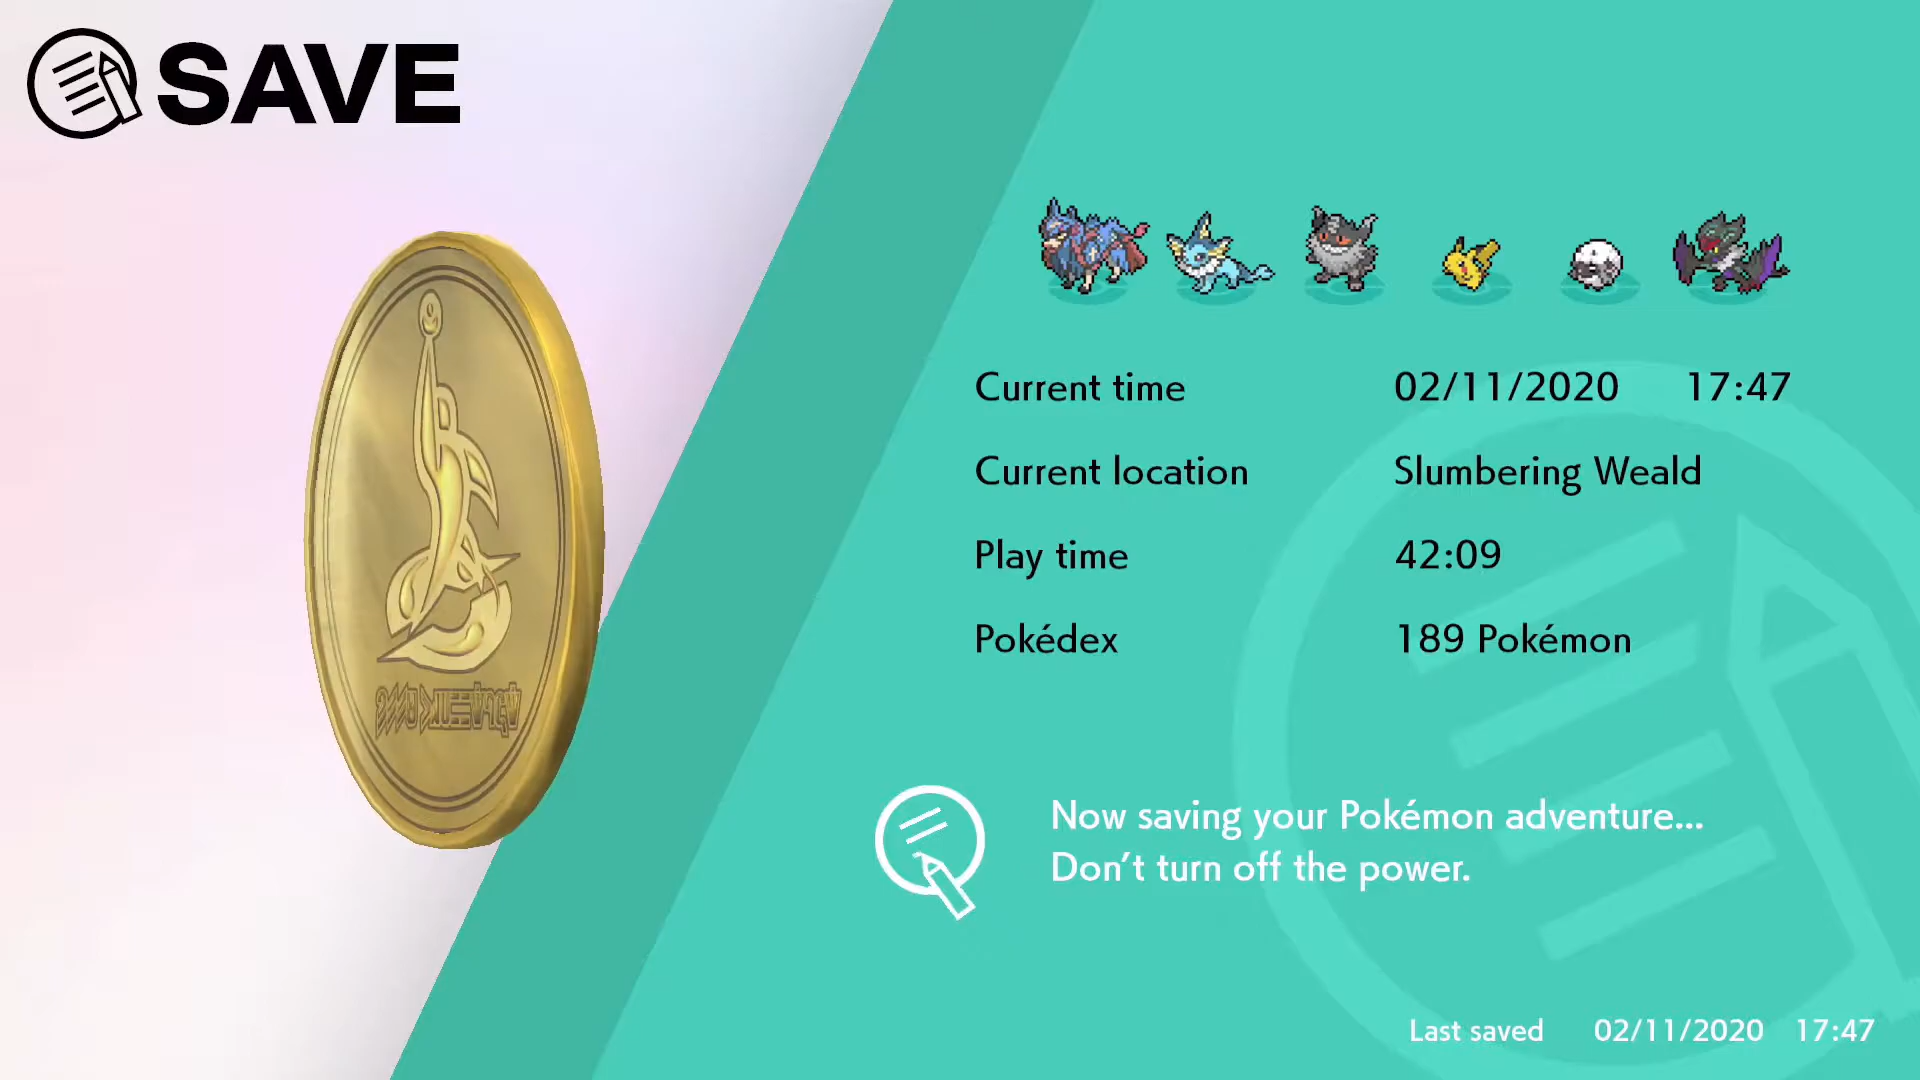 SAVE
Current time 02/11/2020 17:47
Current location Slumbering Weald
Play time 42:09
Pokédex 189 Pokémon
Now saving your Pokémon adventure...
Don’t turn off the power.
Last saved 02/11/2020 17:47